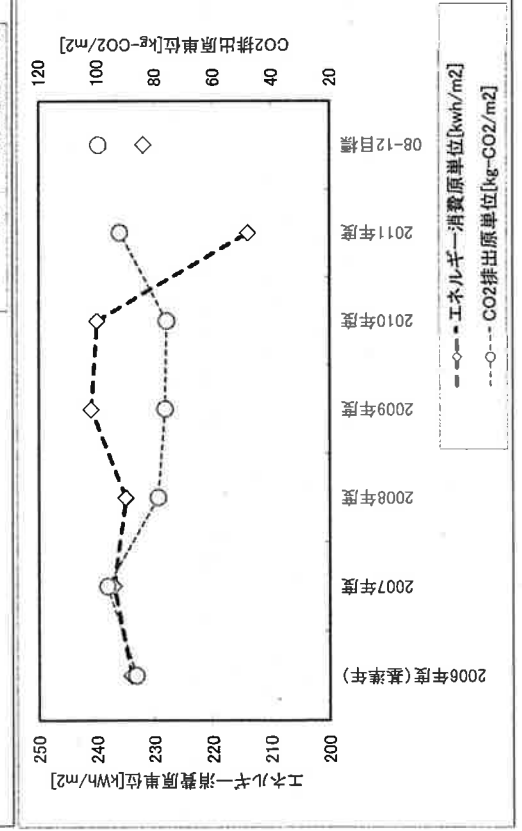 エネルギー消費原単位[kWh/m2]
250
240
230
220
210
200
CO2排出原単位[kg-CO2/m2]
120
100
80
60
40
20
2006年度(基準年)
2007年度
2008年度
2009年度
2010年度
2011年度
08-12目標
エネルギー消費原単位[kwh/m2]
CO2排出原単位[kg-CO2/m2]